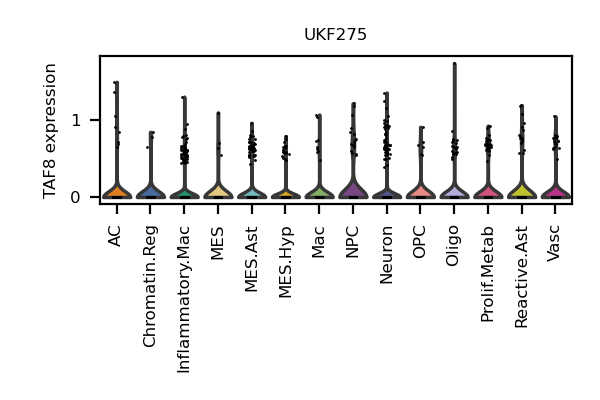 UKF275
TAF8 expression
1
0
AC
Chromatin.Reg
Inflammatory.Mac
MES
MES.Ast
MES.Hyp
Mac
NPC
Neuron
OPC
Oligo
Prolif.Metab
Reactive.Ast
Vasc